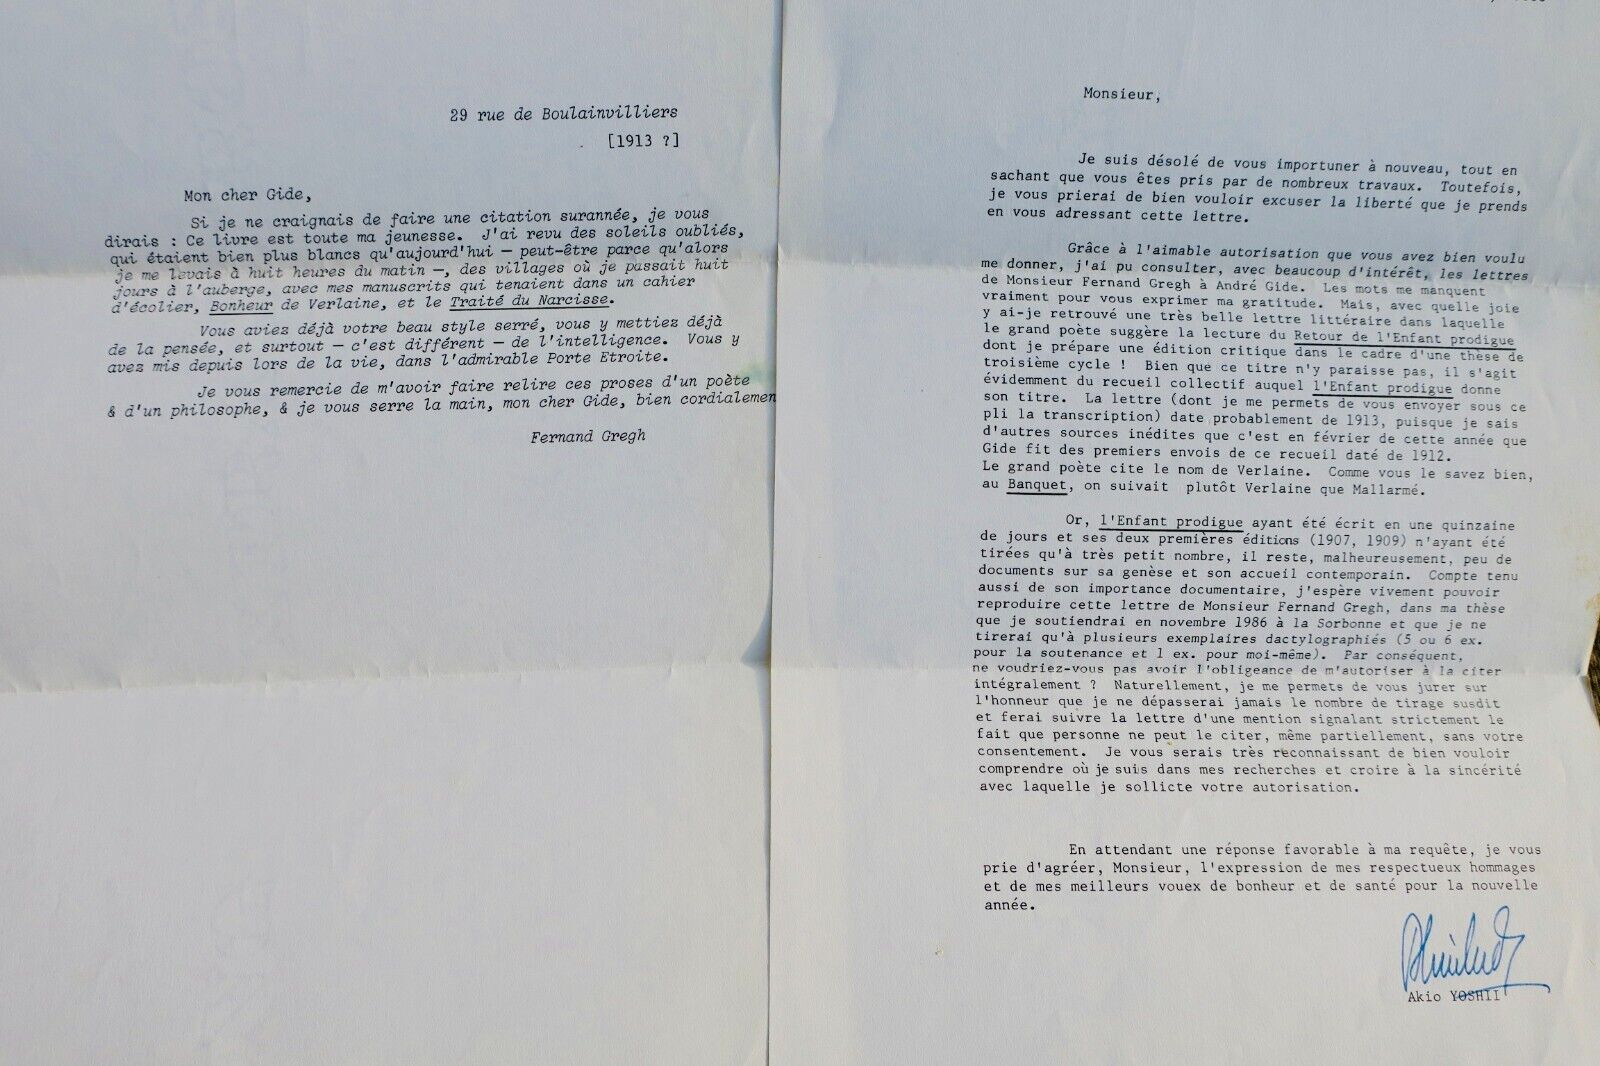 29 rue de Boulainvilliers
[1913 ?]
Mon cher Gide,
Si je ne craignais de faire une citation surannée, je vous
dirais : Ce livre est toute ma jeunesse. J'ai revu des soleils oubliés,
qui étaient bien plus blancs qu'aujourd'hui — peut-être parce qu'alors
je me levais à huit heures du matin —, des villages où je passait huit
jours à l'auberge, avec mes manuscrits qui tenaient dans un cahier
d'écolier, Bonheur de Verlaine, et le Traité du Narcisse.
Vous aviez déjà votre beau style serré, vous y mettiez déjà
de la pensée, et surtout — c'est différent — de l'intelligence. Vous y
avez mis depuis lors de la vie, dans l'admirable Porte Etroite.
Je vous remercie de m'avoir faire relire ces proses d'un poète
& d'un philosophe, & je vous serre la main, mon cher Gide, bien cordialemen
Fernand Gregh
Monsieur,
Je suis désolé de vous importuner à nouveau, tout en
sachant que vous êtes pris par de nombreux travaux. Toutefois,
je vous prierai de bien vouloir excuser la liberté que je prends
en vous adressant cette lettre.
Grâce à l'aimable autorisation que vous avez bien voulu
me donner, j'ai pu consulter, avec beaucoup d'intérêt, les lettres
de Monsieur Fernand Gregh à André Gide. Les mots me manquent
vraiment pour vous exprimer ma gratitude. Mais, avec quelle joie
y ai-je retrouvé une très belle lettre littéraire dans laquelle
le grand poète suggère la lecture du Retour de l'Enfant prodigue
dont je prépare une édition critique dans le cadre d'une thèse de
troisième cycle ! Bien que ce titre n'y paraisse pas, il s'agit
évidemment du recueil collectif auquel l'Enfant prodigue donne
son titre. La lettre (dont je me permets de vous envoyer sous ce
pli la transcription) date probablement de 1913, puisque je sais
d'autres sources inédites que c'est en février de cette année que
Gide fit des premiers envois de ce recueil daté de 1912.
Le grand poète cite le nom de Verlaine. Comme vous le savez bien,
au Banquet, on suivait plutôt Verlaine que Mallarmé.
Or, l'Enfant prodigue ayant été écrit en une quinzaine
de jours et ses deux premières éditions (1907, 1909) n'ayant été
tirées qu'à très petit nombre, il reste, malheureusement, peu de
documents sur sa genèse et son accueil contemporain. Compte tenu
aussi de son importance documentaire, j'espère vivement pouvoir
reproduire cette lettre de Monsieur Fernand Gregh, dans ma thèse
que je soutiendrai en novembre 1986 à la Sorbonne et que je ne
tirerai qu'à plusieurs exemplaires dactylographiés (5 ou 6 ex.
pour la soutenance et 1 ex. pour moi-même). Par conséquent,
ne voudriez-vous pas avoir l'obligeance de m'autoriser à la citer
intégralement ? Naturellement, je me permets de vous jurer sur
l'honneur que je ne dépasserai jamais le nombre de tirage susdit
et ferai suivre la lettre d'une mention signalant strictement le
fait que personne ne peut le citer, même partiellement, sans votre
consentement. Je vous serais très reconnaissant de bien vouloir
comprendre où je suis dans mes recherches et croire à la sincérité
avec laquelle je sollicte votre autorisation.
En attendant une réponse favorable à ma requête, je vous
prie d'agréer, Monsieur, l'expression de mes respectueux hommages
et de mes meilleurs vouex de bonheur et de santé pour la nouvelle
année.
Akio YOSHII